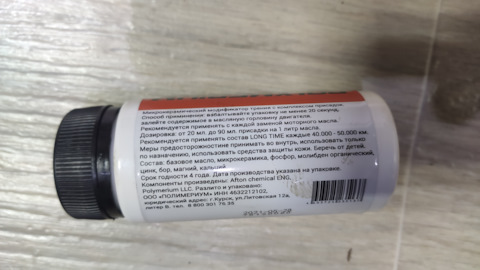 Микрокерамический модификатор трения с комплексом присадок.
Способ применения: взбалтывайте упаковку не менее 30 секунд,
залейте содержимое в масляную горловину двигателя.
Рекомендуется применять с каждой заменой моторного масла.
Дозировка: от 20 мл. до 90 мл. присадки на 1 литр масла.
Рекомендуется применять состав LONG TIME каждые 40.000 - 50.000 км.
Меры предосторожности: не принимать во внутрь, использовать только
по назначению, использовать средства защиты кожи. Беречь от детей.
Состав: базовое масло, микрокерамика, фосфор, молибден органический,
цинк, бор, магний, кальций.
Срок годности 4 года. Дата производства указана на упаковке.
Компоненты произведены: Afton chemical ENG,
Polymerium LLC. Разлито и упаковано:
ООО «ПОЛИМЕРИУМ» ИНН 4632212102,
юридический адрес: г.Курск, ул.Литовская 12а,
литер В. тел. 8 800 301 76 35